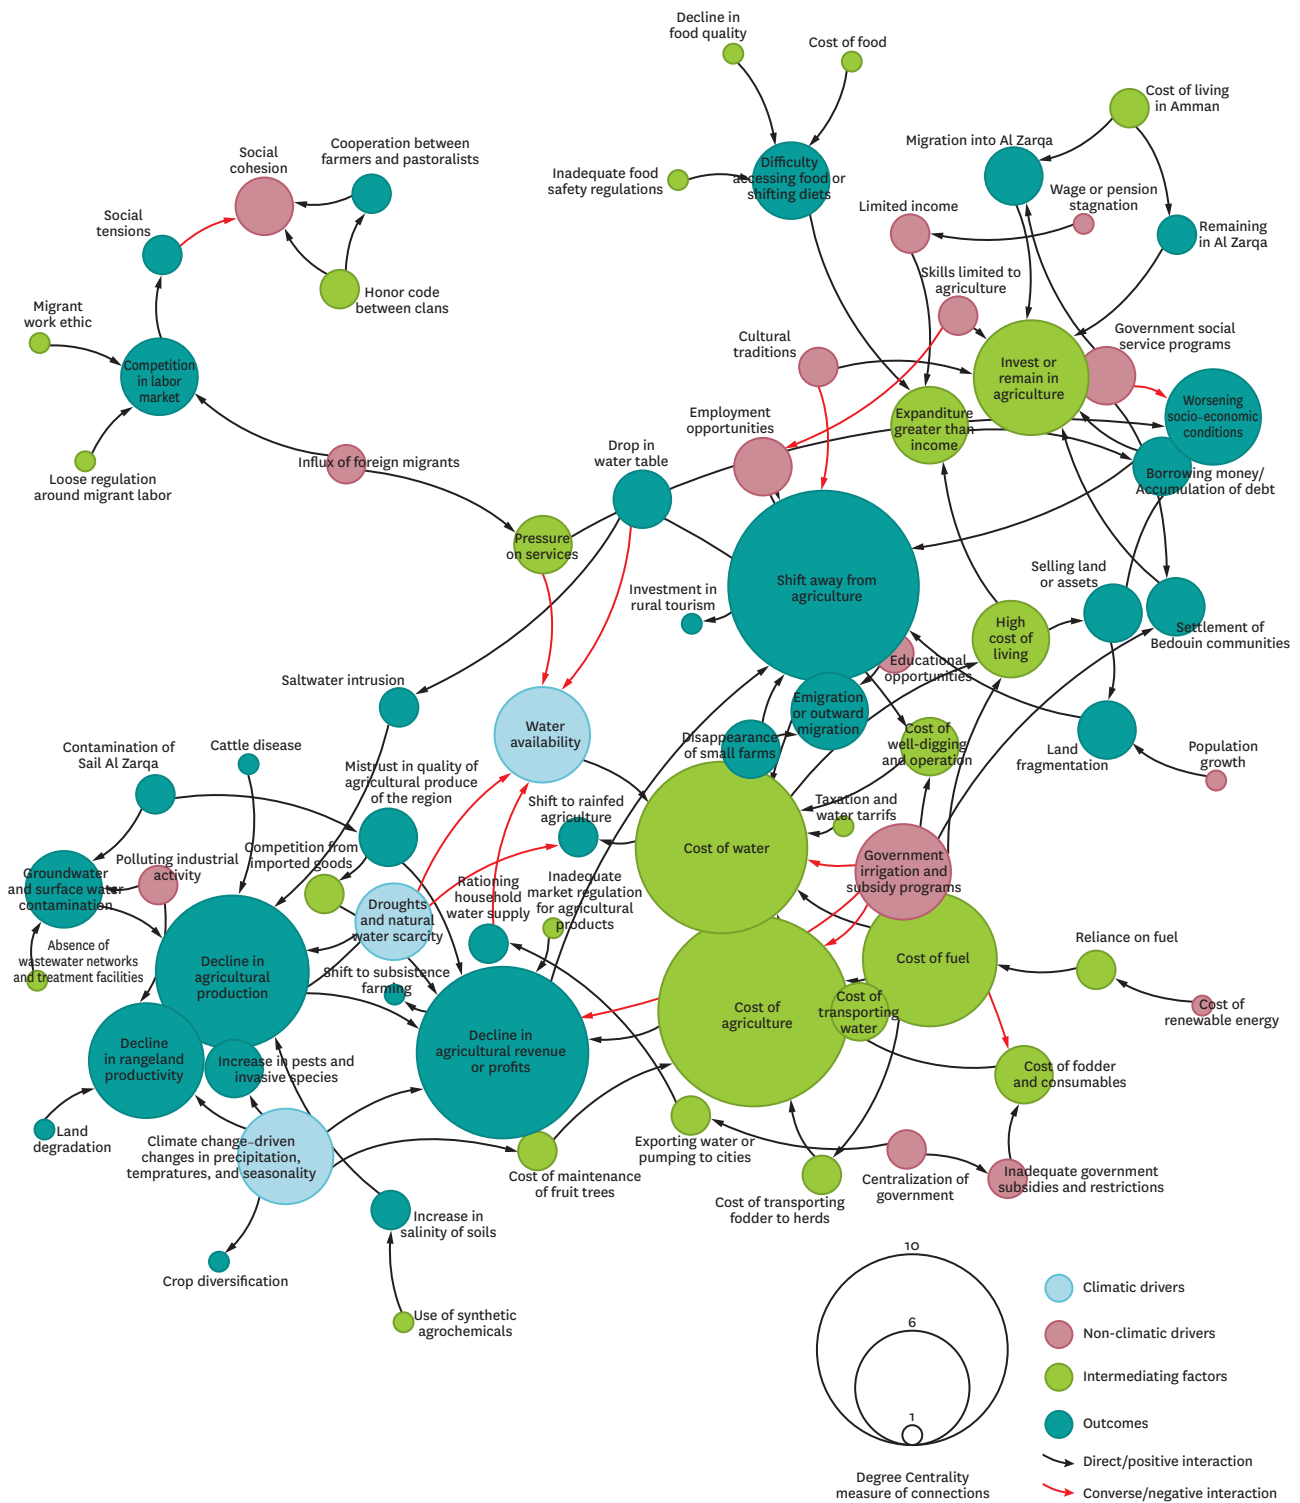 Decline in
food quality
Cost of food
Cost of living
in Amman
Cooperation between
farmers and pastoralists
Social
cohesion
Inadequate food
safety regulations
Difficulty
accessing food or
shifting diets
Migration into Al Zarqa
Wage or pension
stagnation
Limited income
Remaining
in Al Zarqa
Social
tensions
Honor code
between clans
Skills limited to
agriculture
Migrant
work ethic
Cultural
traditions
Government social
service programs
Competition
in labor
market
Invest or
remain in
agriculture
Worsening
socio-economic
conditions
Employment
opportunities
Expanditure
greater than
income
Influx of foreign migrants
Drop in
water table
Borrowing money/
Accumulation of debt
Loose regulation
around migrant labor
Pressure
on services
Investment in
rural tourism
Shift away from
agriculture
Selling land
or assets
High
cost of
living
Settlement of
Bedouin communities
Educational
opportunities
Saltwater intrusion
Emigration
or outward
migration
Water
availability
Disappearance
of small farms
Cost of
well-digging
and operation
Land
fragmentation
Population
growth
Contamination of
Sail Al Zarqa
Cattle disease
Mistrust in quality of
agricultural produce
of the region
Shift to rainfed
agriculture
Taxation and
water tarrifs
Cost of water
Competition from
imported goods
Polluting industrial
activity
Groundwater
and surface water
contamination
Government
irrigation and
subsidy programs
Rationing
household
water supply
Inadequate
market regulation
for agricultural
products
Droughts
and natural
water scarcity
Absence of
wastewater networks
and treatment facilities
Decline in
agricultural
production
Shift to subsistence
farming
Cost of fuel
Reliance on fuel
Cost of
agriculture
Cost of
transporting
water
Cost of
renewable energy
Decline
in rangeland
productivity
Increase in pests and
invasive species
Decline in
agricultural revenue
or profits
Cost of fodder
and consumables
Land
degradation
Climate change-driven
changes in precipitation,
tempratures, and seasonality
Exporting water or
pumping to cities
Cost of maintenance
of fruit trees
Centralization of
government
Inadequate government
subsidies and restrictions
Cost of transporting
fodder to herds
Increase in
salinity of soils
Crop diversification
Use of synthetic
agrochemicals
10
6
1
Degree Centrality
measure of connections
Climatic drivers
Non-climatic drivers
Intermediating factors
Outcomes
Direct/positive interaction
Converse/negative interaction